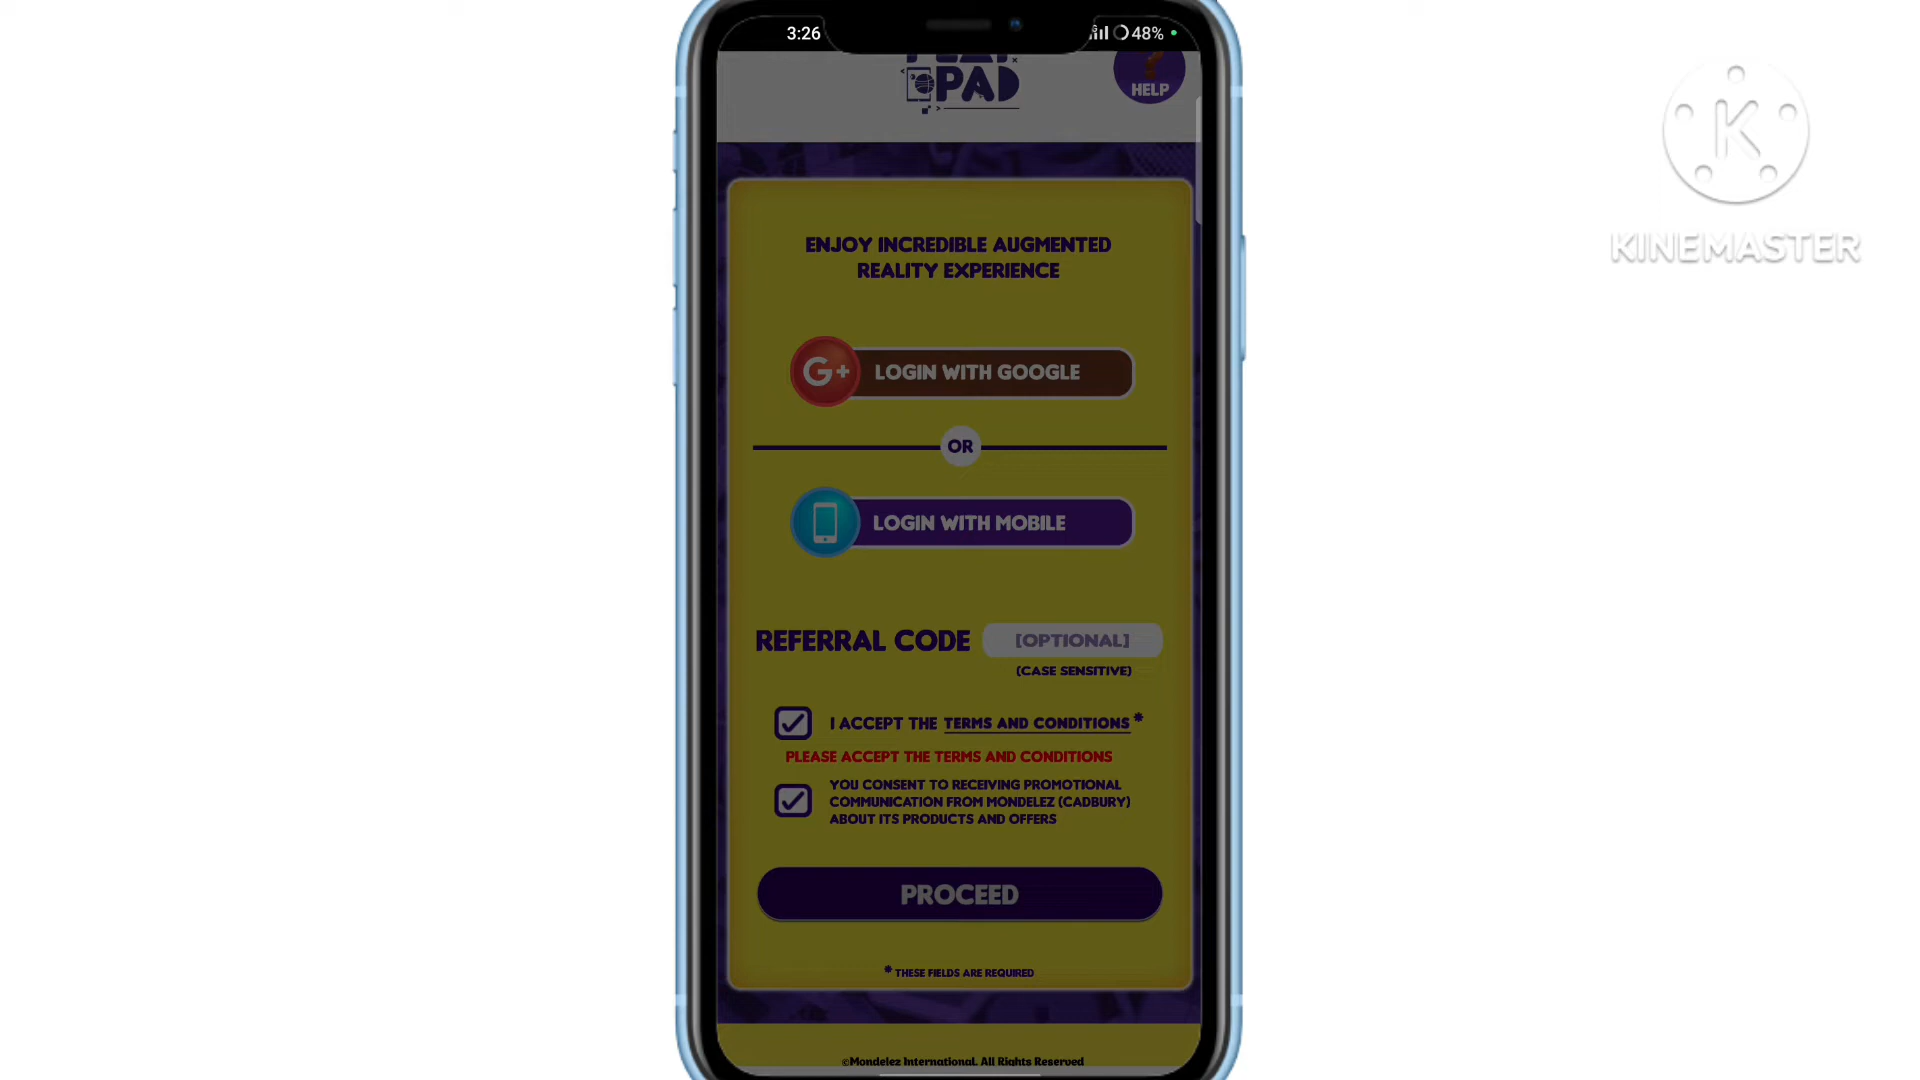 3:26
48%
PAD
HELP
ENJOY INCREDIBLE AUGMENTED
REALITY EXPERIENCE
G+ LOGIN WITH GOOGLE
OR
LOGIN WITH MOBILE
REFERRAL CODE [OPTIONAL]
(CASE SENSITIVE)
I ACCEPT THE TERMS AND CONDITIONS *
PLEASE ACCEPT THE TERMS AND CONDITIONS
YOU CONSENT TO RECEIVING PROMOTIONAL
COMMUNICATION FROM MONDELEZ (CADBURY)
ABOUT ITS PRODUCTS AND OFFERS
PROCEED
* THESE FIELDS ARE REQUIRED
©Mondelez International. All Rights Reserved
K
KINEMASTER